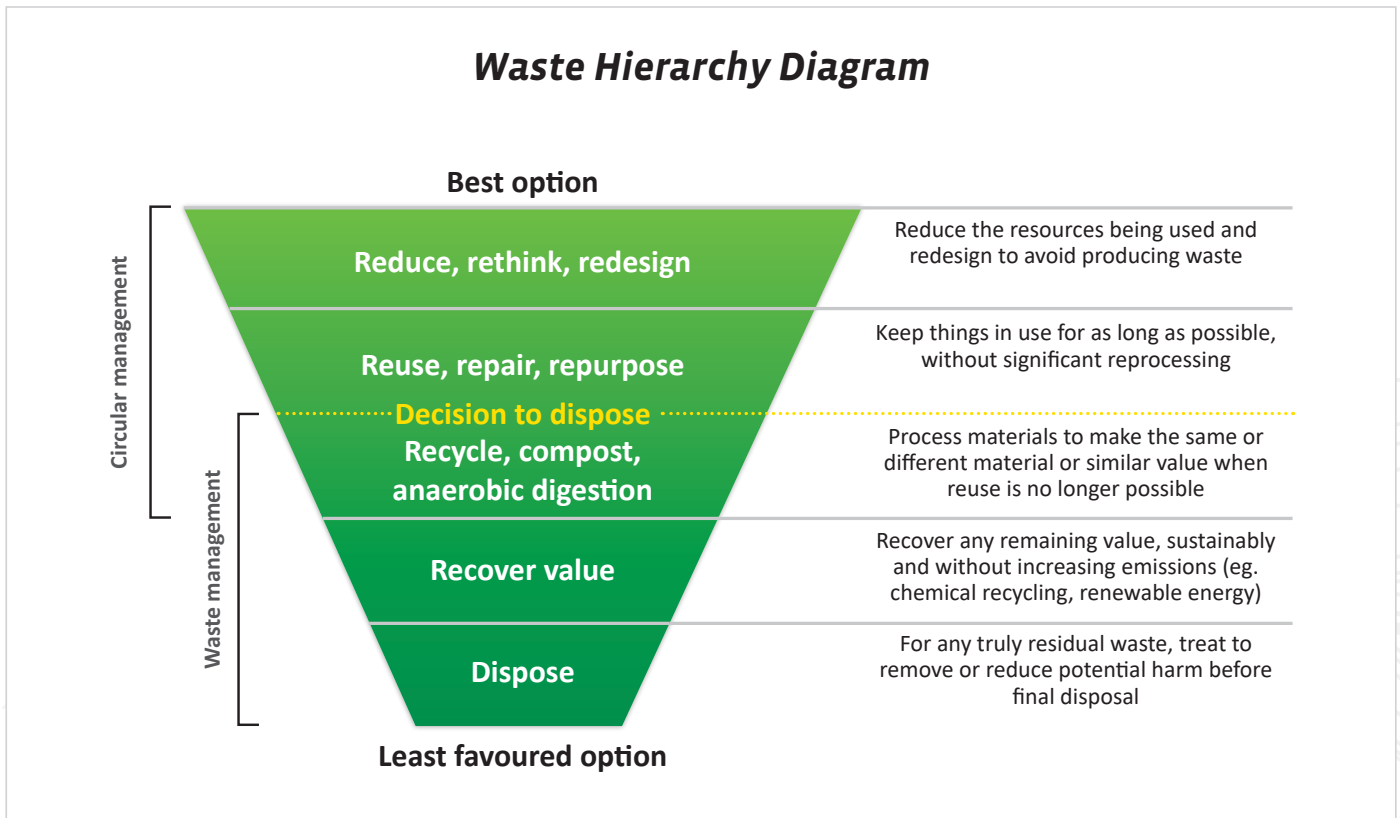 Waste Hierarchy Diagram
Best option
Circular management
Waste management
Reduce, rethink, redesign
Reduce the resources being used and
redesign to avoid producing waste
Reuse, repair, repurpose
Keep things in use for as long as possible,
without significant reprocessing
Decision to dispose
Recycle, compost,
anaerobic digestion
Process materials to make the same or
different material or similar value when
reuse is no longer possible
Recover value
Recover any remaining value, sustainably
and without increasing emissions (eg.
chemical recycling, renewable energy)
Dispose
For any truly residual waste, treat to
remove or reduce potential harm before
final disposal
Least favoured option